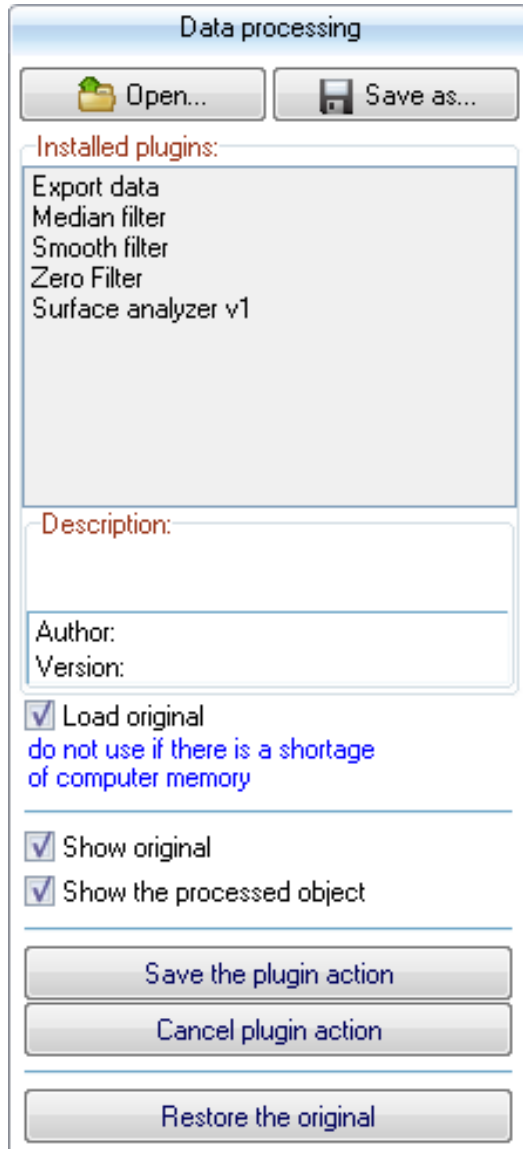 Data processing
Open...
Save as...
Installed plugins:
Export data
Median filter
Smooth filter
Zero Filter
Surface analyzer v1
Description:
Author:
Version:
Load original
do not use if there is a shortage
of computer memory
Show original
Show the processed object
Save the plugin action
Cancel plugin action
Restore the original